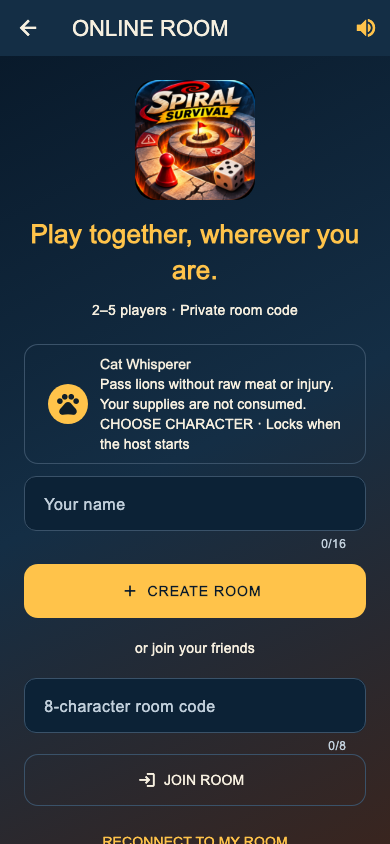 ONLINE ROOM
SPIRAL
SURVIVAL
Play together, wherever you
are.
2–5 players · Private room code
Cat Whisperer
Pass lions without raw meat or injury.
Your supplies are not consumed.
CHOOSE CHARACTER · Locks when
the host starts
Your name
0/16
+ CREATE ROOM
or join your friends
8-character room code
0/8
JOIN ROOM
RECONNECT TO MY ROOM